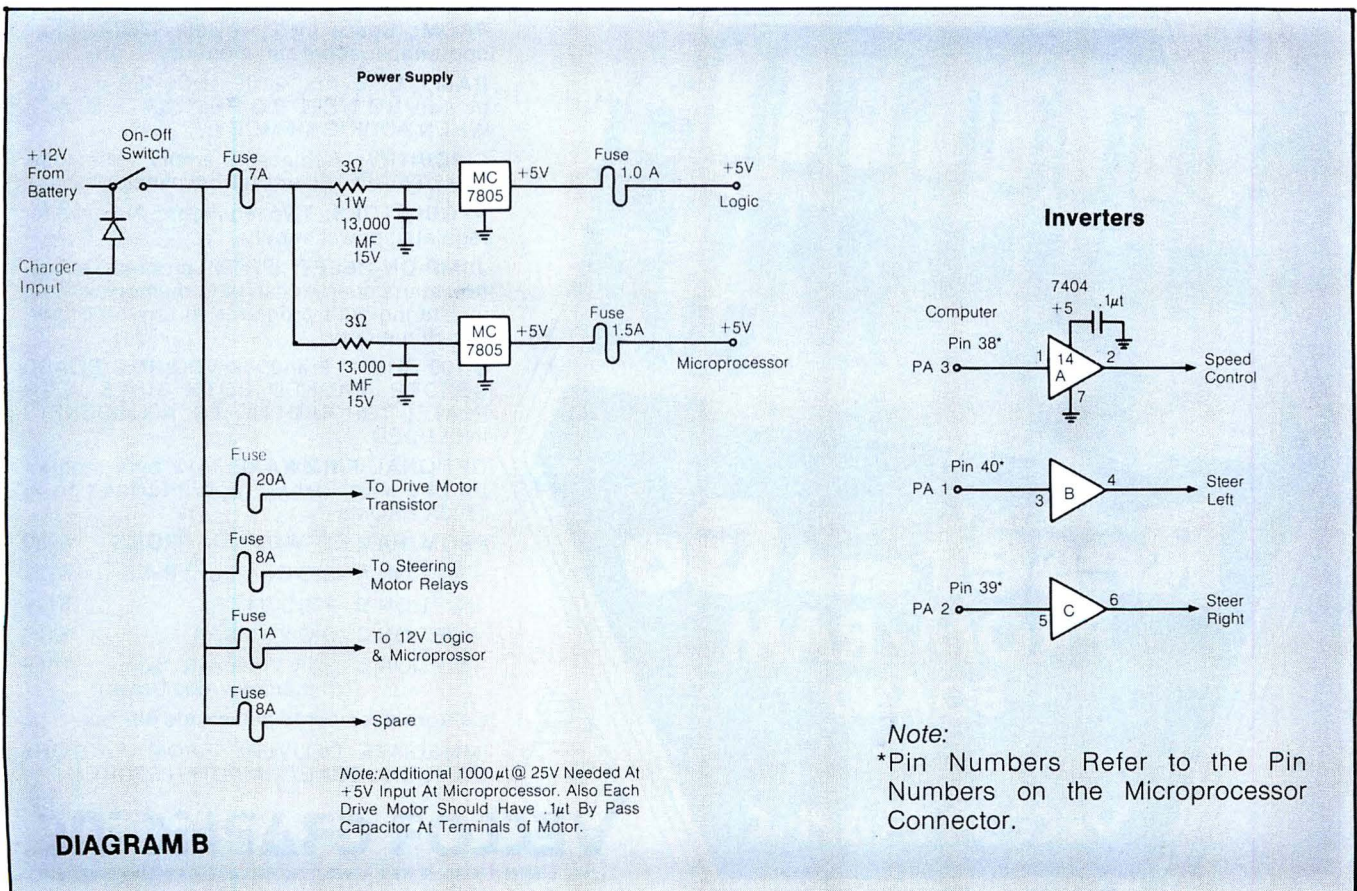 Power Supply
+12V
From
Battery
On-Off
Switch
Charger
Input
Fuse
7A
3Ω
11W
13,000
MF
15V
MC
7805
+5V
Fuse
1.0 A
+5V
Logic
3Ω
13,000
MF
15V
MC
7805
+5V
Fuse
1.5A
+5V
Microprocessor
Fuse
20A
To Drive Motor
Transistor
Fuse
8A
To Steering
Motor Relays
Fuse
1A
To 12V Logic
& Microprossor
Fuse
8A
Spare
Note:Additional 1000µt@ 25V Needed At
+5V Input At Microprocessor. Also Each
Drive Motor Should Have .1µt By Pass
Capacitor At Terminals of Motor.
DIAGRAM B
Inverters
7404
+5
.1µt
Computer
Pin 38*
PA 3
1
14
A
2
7
Speed
Control
Pin 40*
PA 1
3
B
4
Steer
Left
Pin 39*
PA 2
5
C
6
Steer
Right
Note:
*Pin Numbers Refer to the Pin
Numbers on the Microprocessor
Connector.